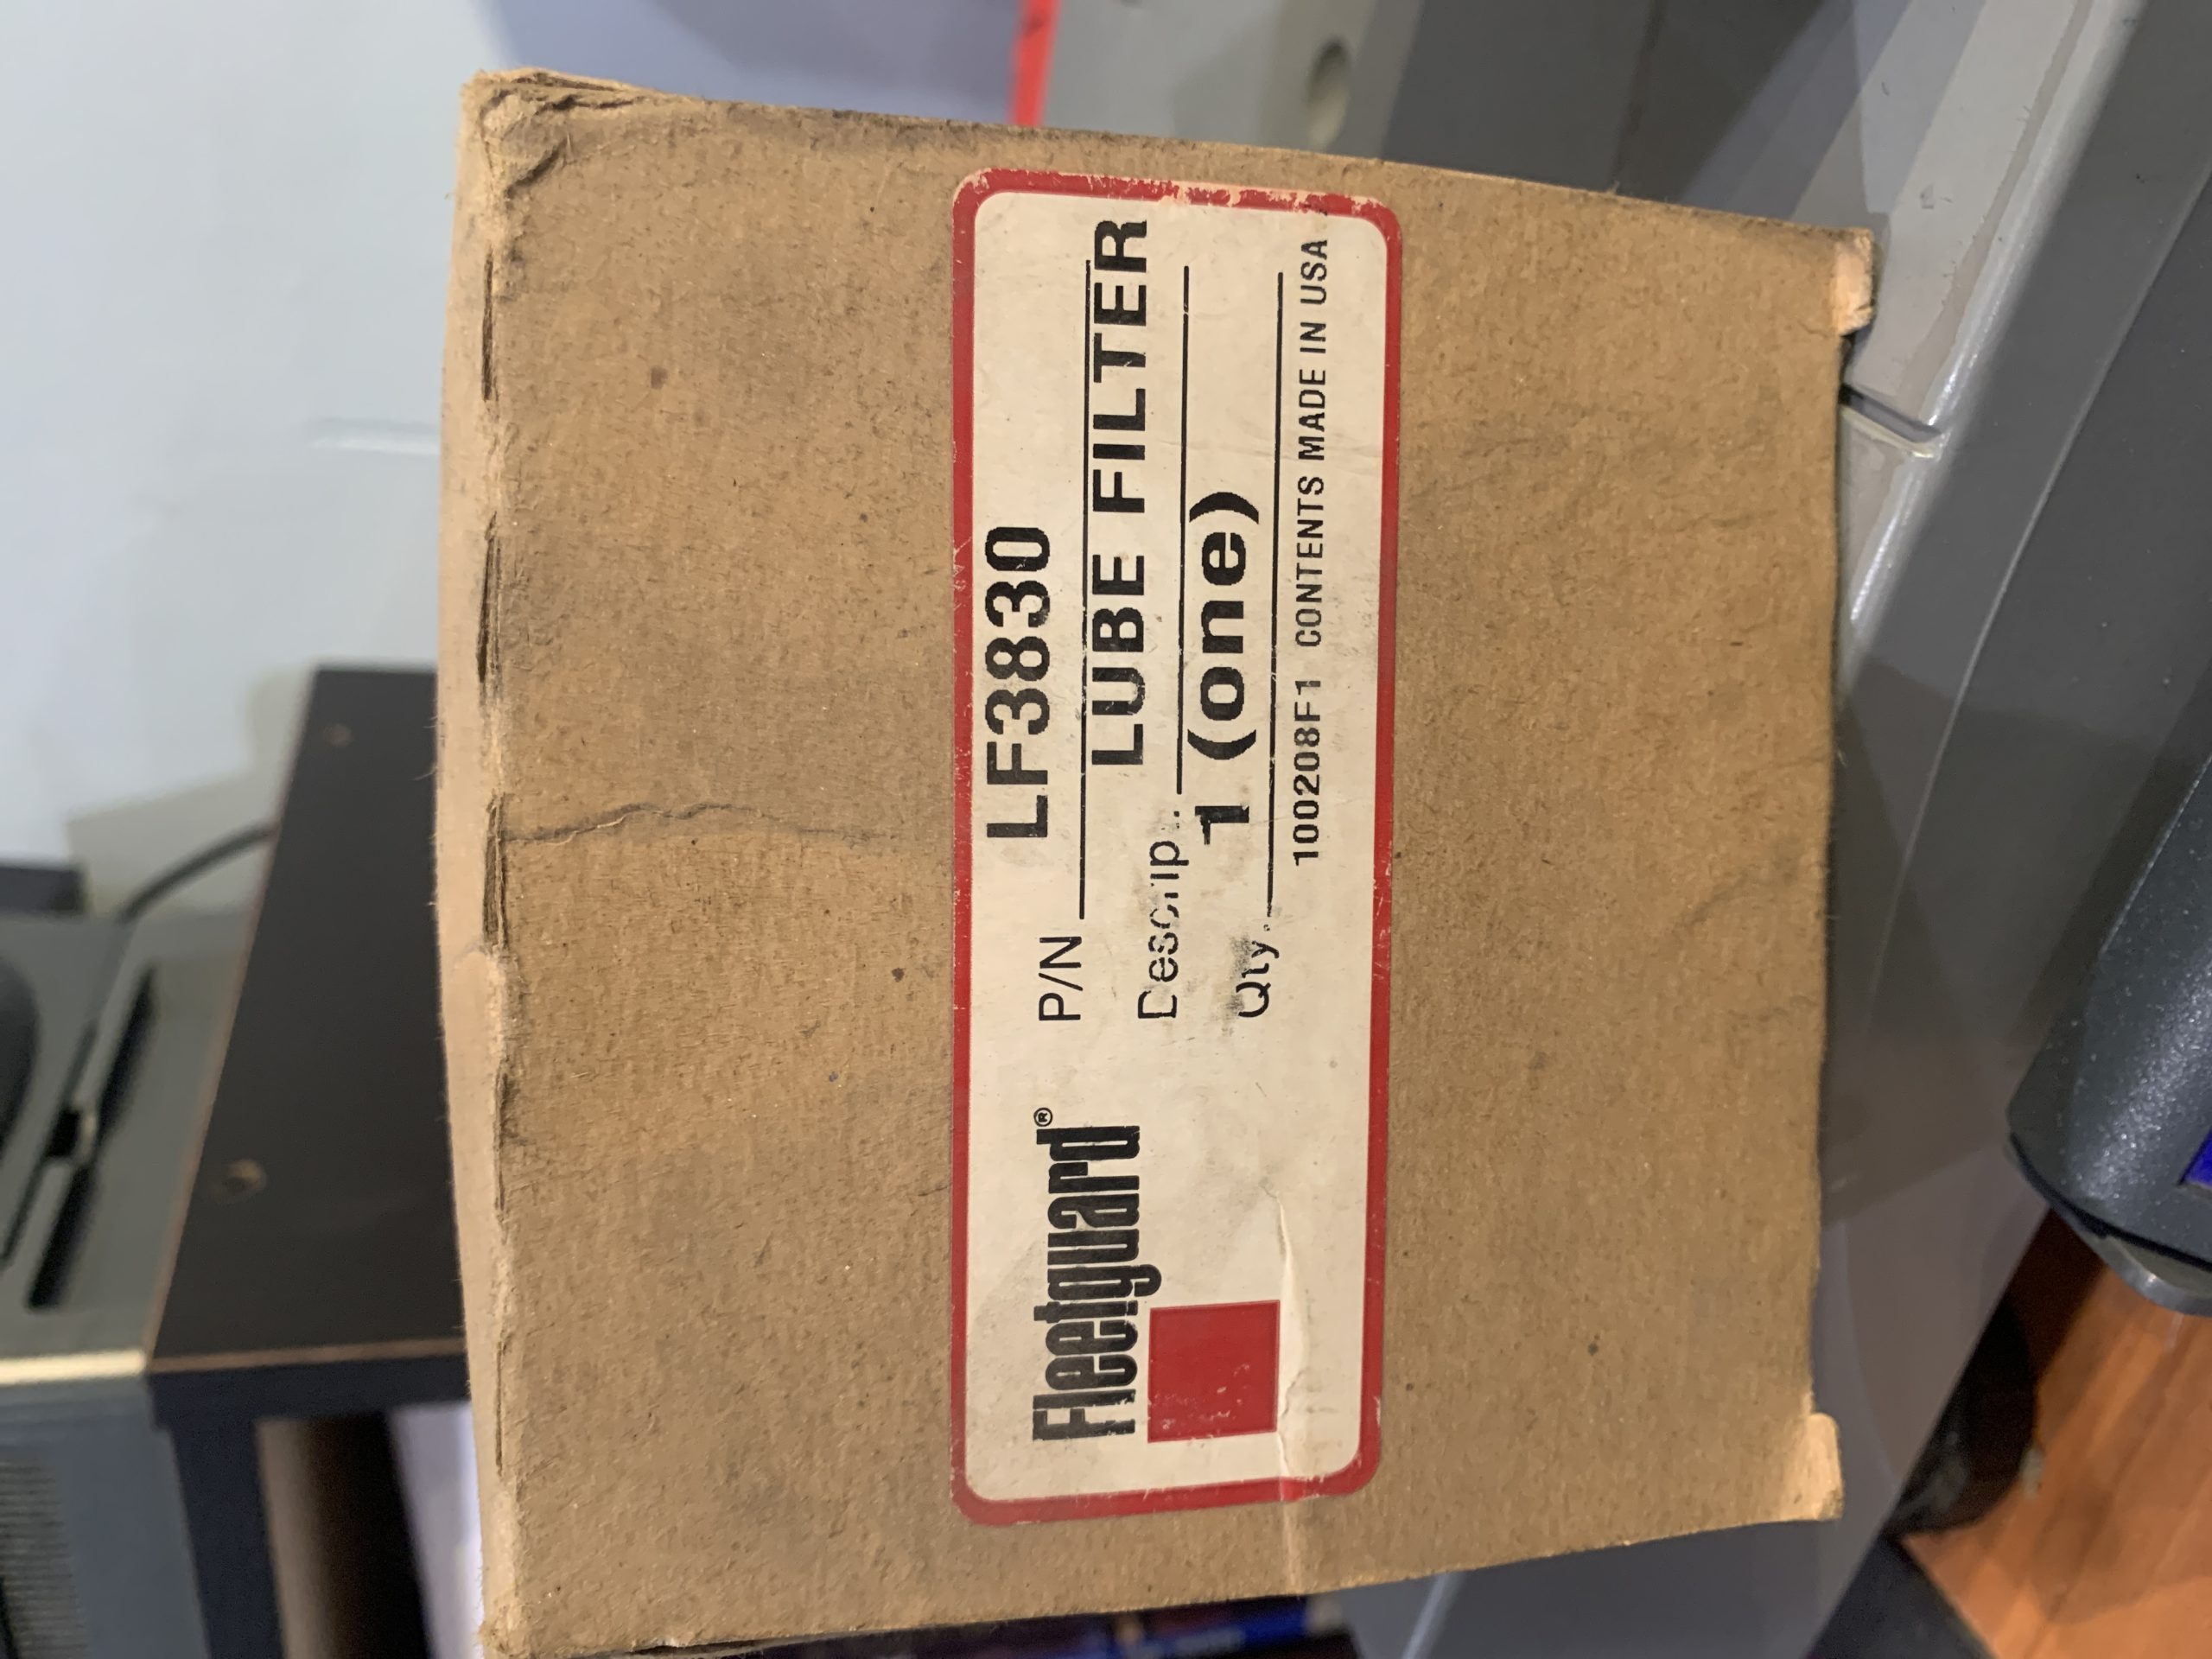 Fleetguard®
P/N LF3830
Descrip. LUBE FILTER
Qty. 1 (one)
100208F1 CONTENTS MADE IN USA